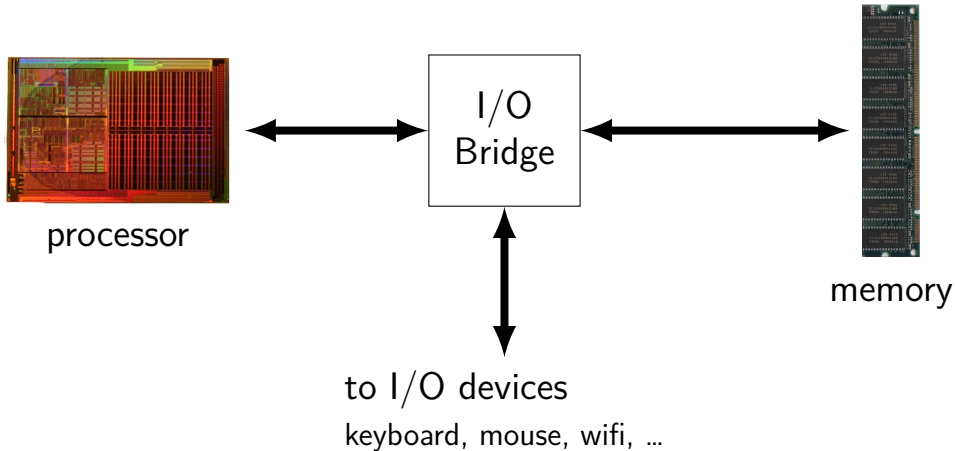 I/O
Bridge
processor
memory
to I/O devices
keyboard, mouse, wifi, …